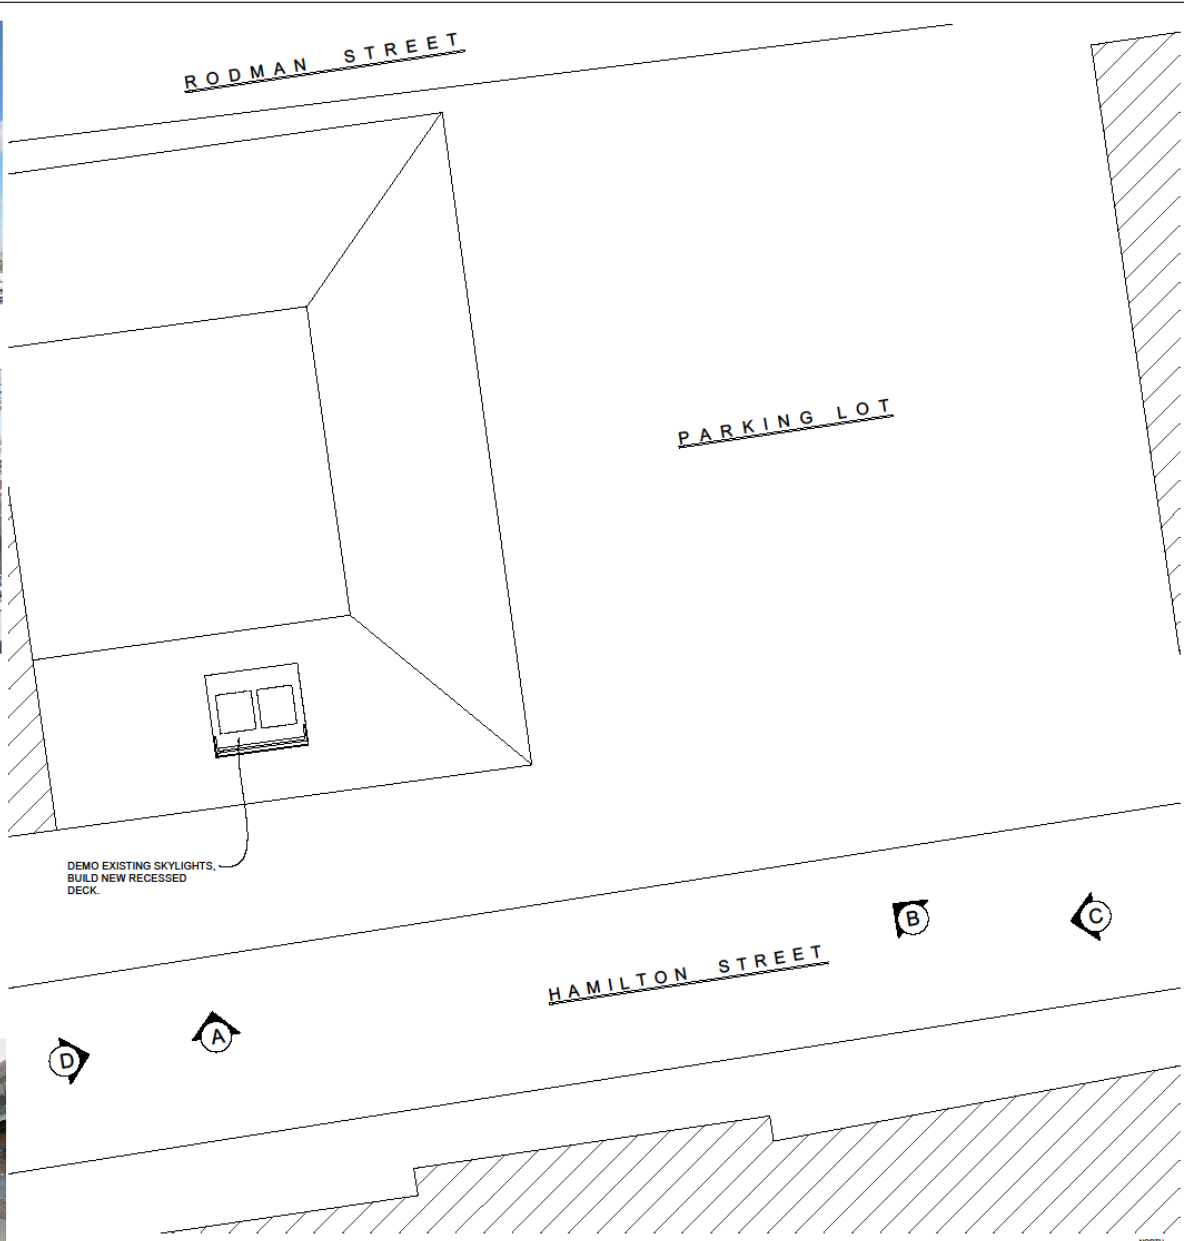 RODMAN STREET
PARKING LOT
DEMO EXISTING SKYLIGHTS,
BUILD NEW RECESSED
DECK.
B
C
HAMILTON STREET
A
D